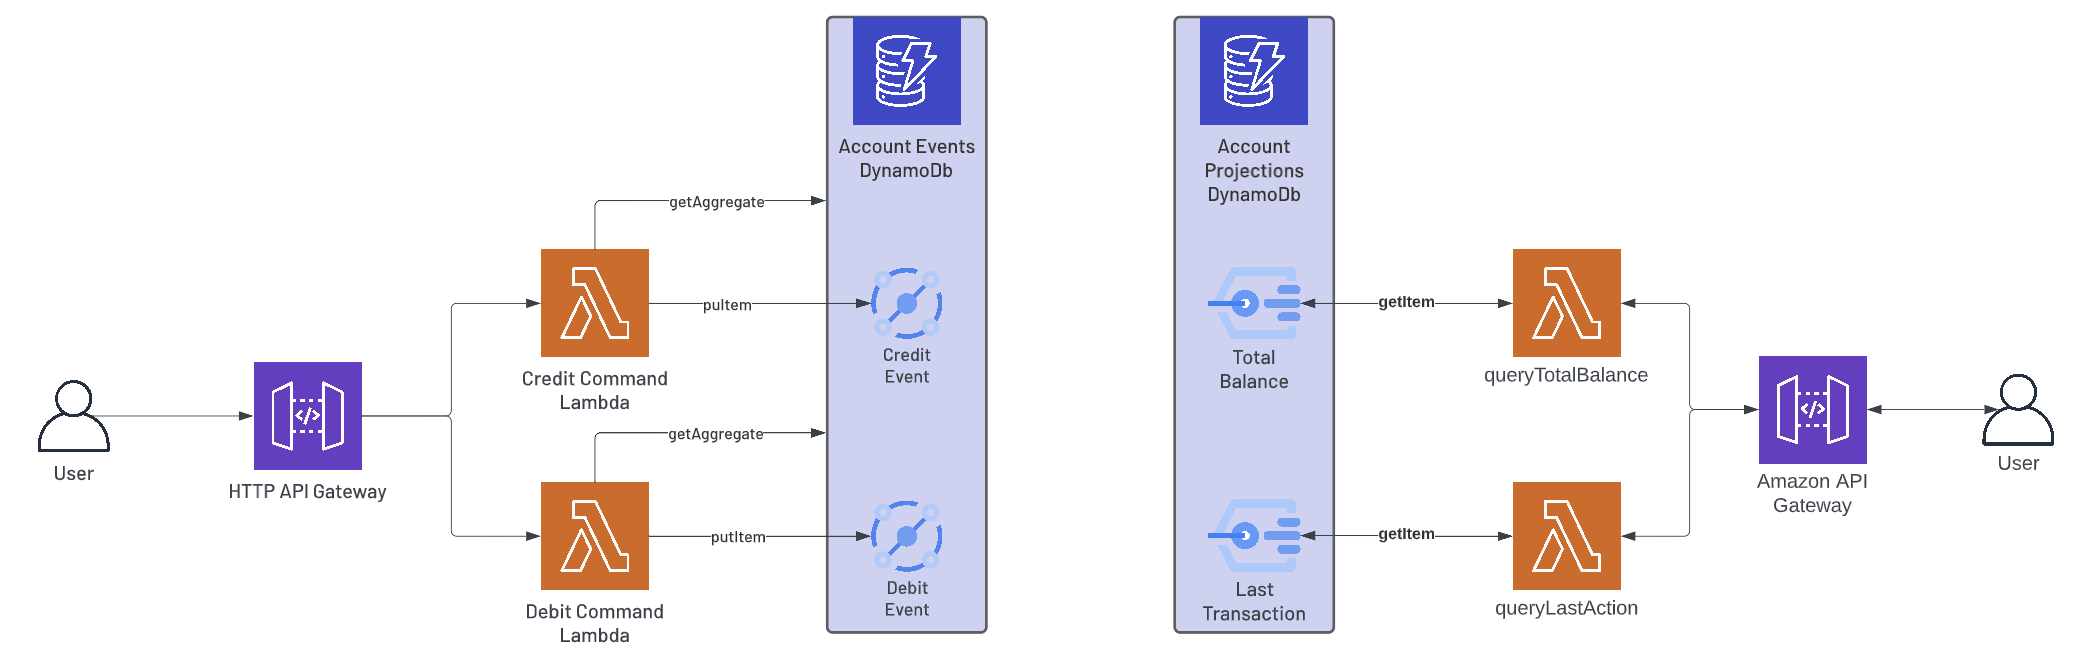 User
HTTP API Gateway
Credit Command
Lambda
Debit Command
Lambda
getAggregate
puItem
getAggregate
putItem
Account Events
DynamoDb
Credit
Event
Debit
Event
Account
Projections
DynamoDb
Total
Balance
Last
Transaction
getItem
getItem
queryTotalBalance
queryLastAction
</>
Amazon API
Gateway
User